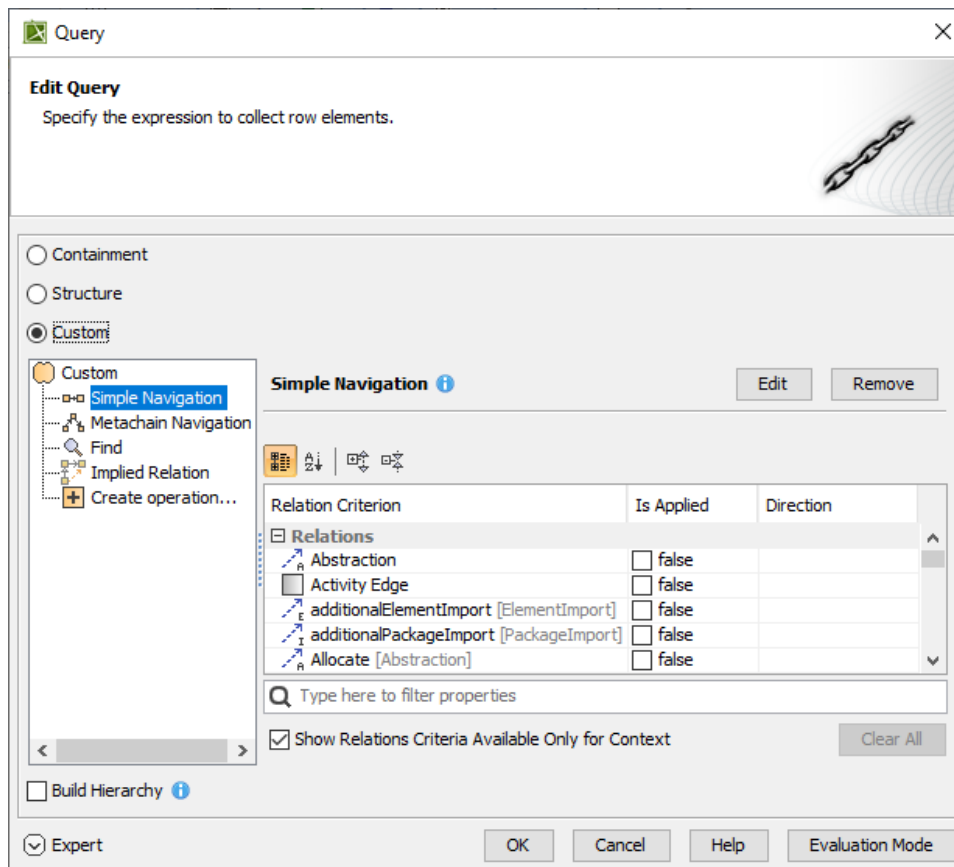 Query
Edit Query
Specify the expression to collect row elements.
Containment
Structure
Custom
Custom
Simple Navigation
Metachain Navigation
Find
Implied Relation
Create operation...
Simple Navigation
Edit
Remove
Relation Criterion
Is Applied
Direction
Relations
Abstraction
false
Activity Edge
false
additionalElementImport [ElementImport]
false
additionalPackageImport [PackageImport]
false
Allocate [Abstraction]
false
Type here to filter properties
Show Relations Criteria Available Only for Context
Clear All
Build Hierarchy
Expert
OK
Cancel
Help
Evaluation Mode